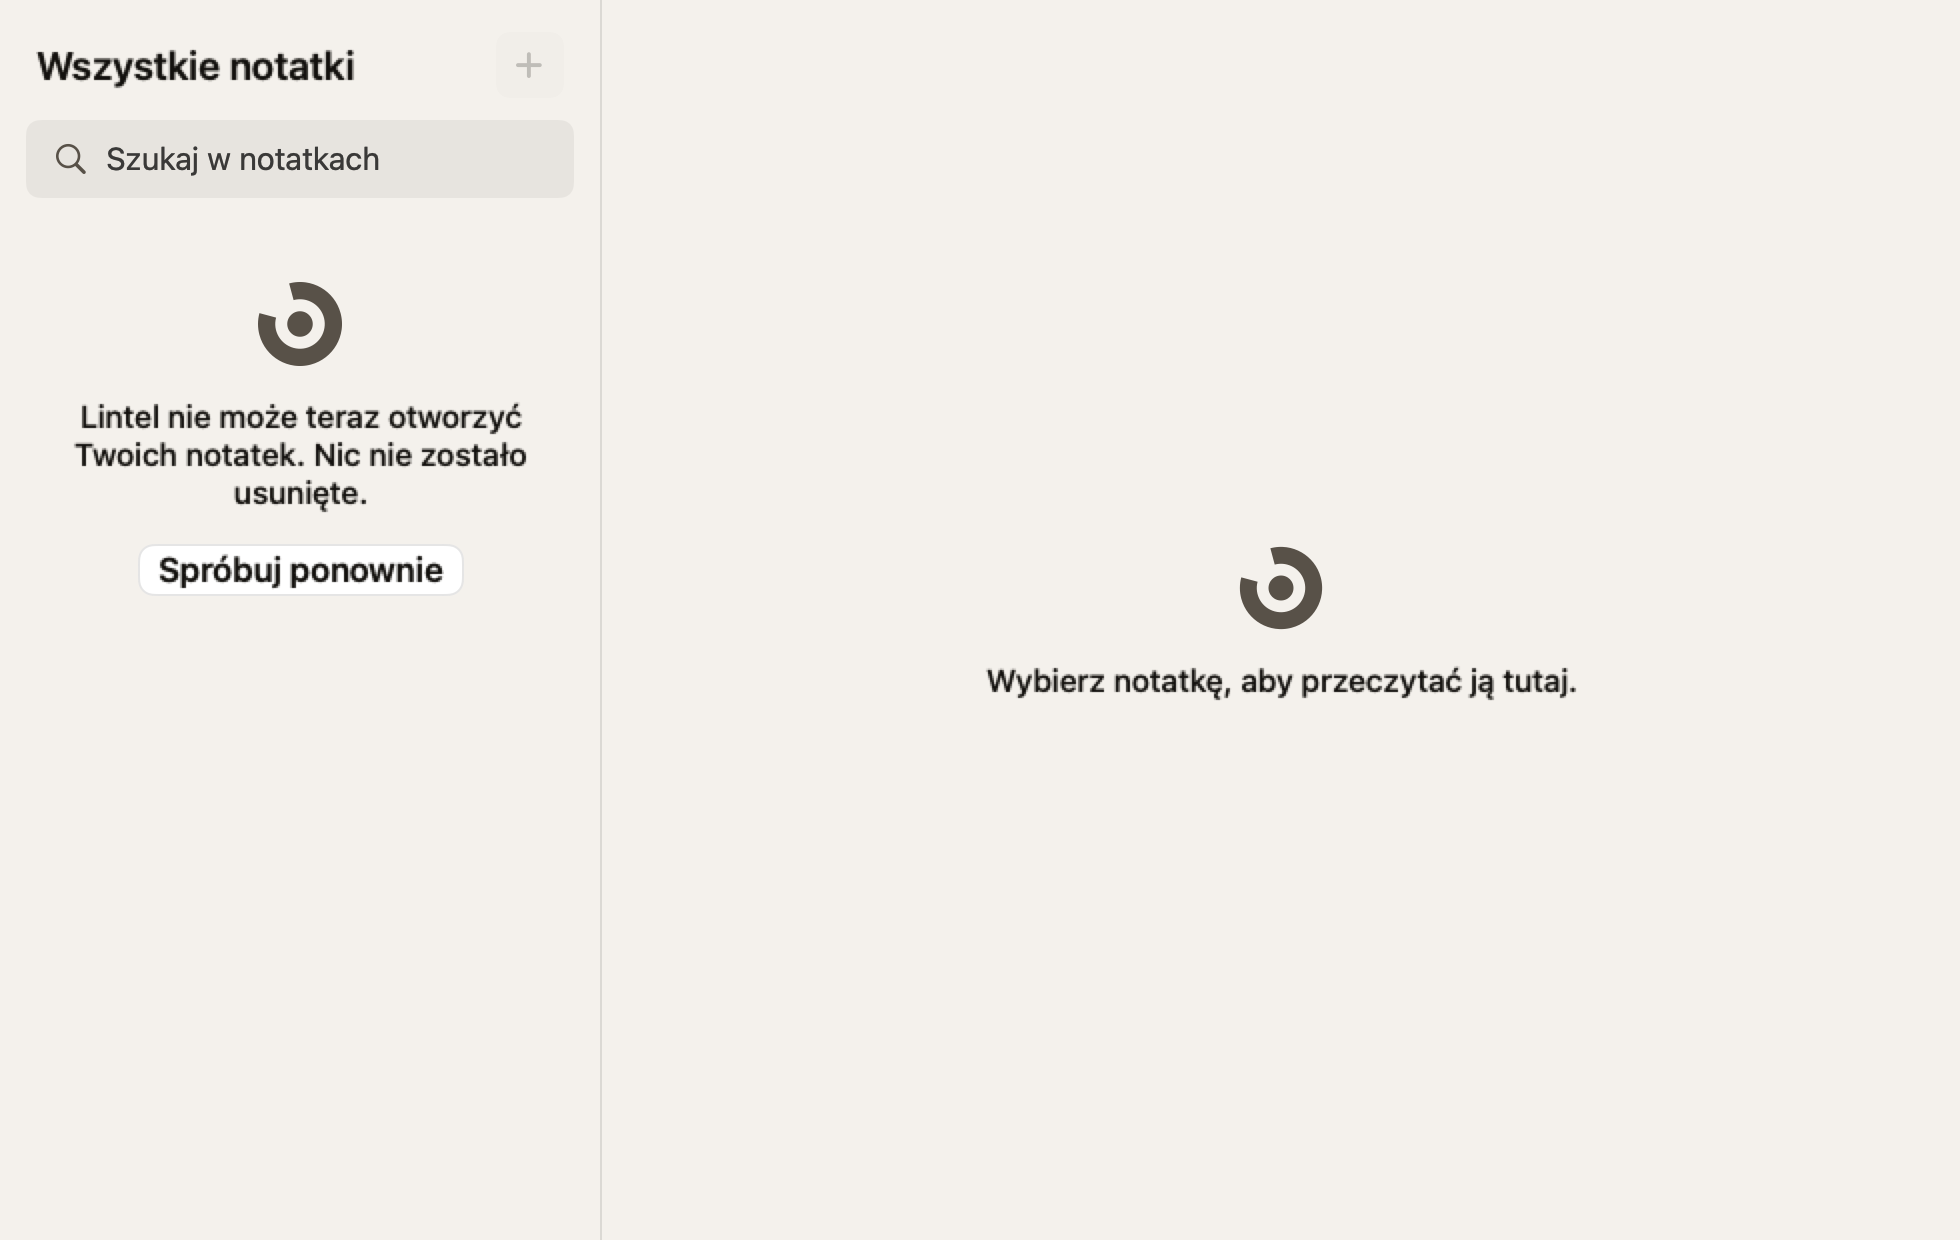 Wszystkie notatki
Szukaj w notatkach
Lintel nie może teraz otworzyć
Twoich notatek. Nic nie zostało
usunięte.
Spróbuj ponownie
Wybierz notatkę, aby przeczytać ją tutaj.